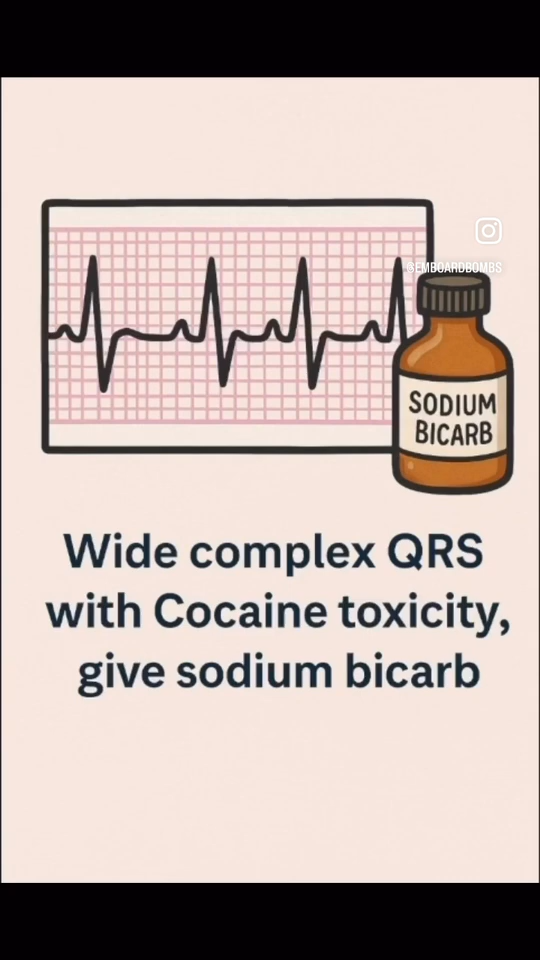 @EMBOARDBOMBS
SODIUM
BICARB
Wide complex QRS
with Cocaine toxicity,
give sodium bicarb